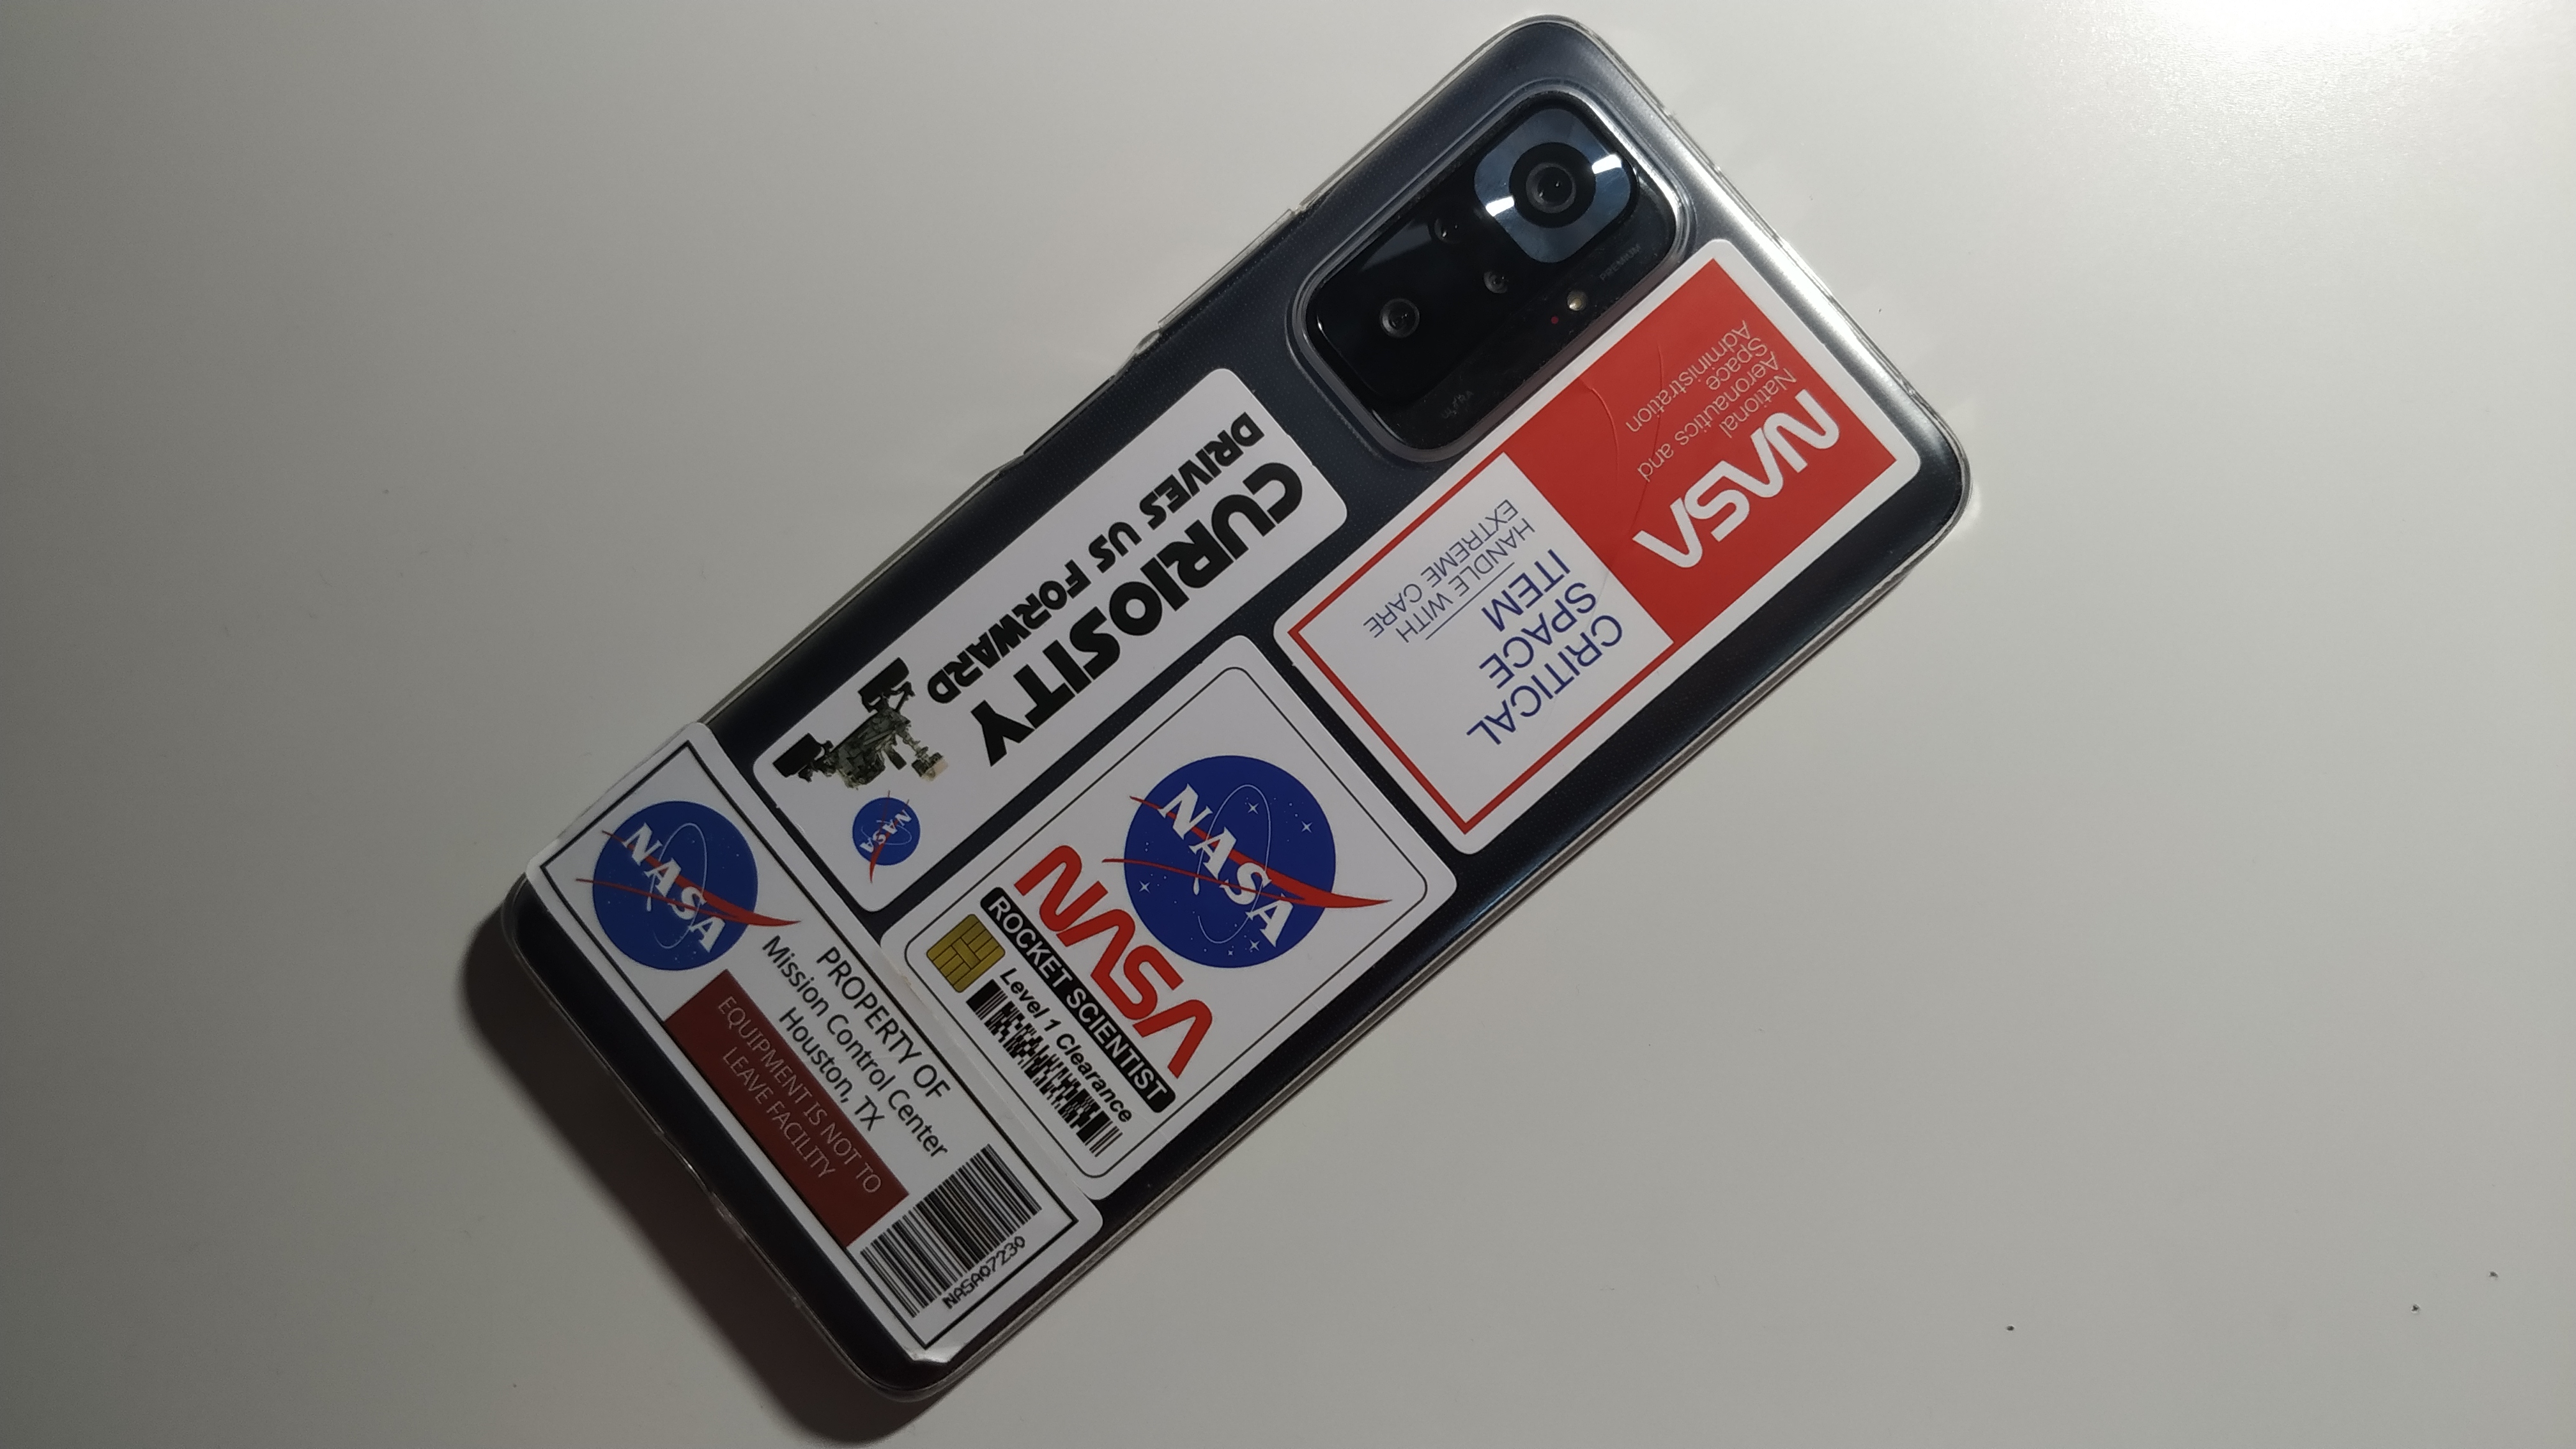 PREMIUM
NASA
National
Aeronautics and
Space
Administration
CRITICAL
SPACE
ITEM
HANDLE WITH
EXTREME CARE
CURIOSITY
DRIVES US FORWARD
NASA
NASA
NASA
ROCKET SCIENTIST
Level 1 Clearance
NASA
PROPERTY OF
Mission Control Center
Houston, TX
EQUIPMENT IS NOT TO
LEAVE FACILITY
NASA07230